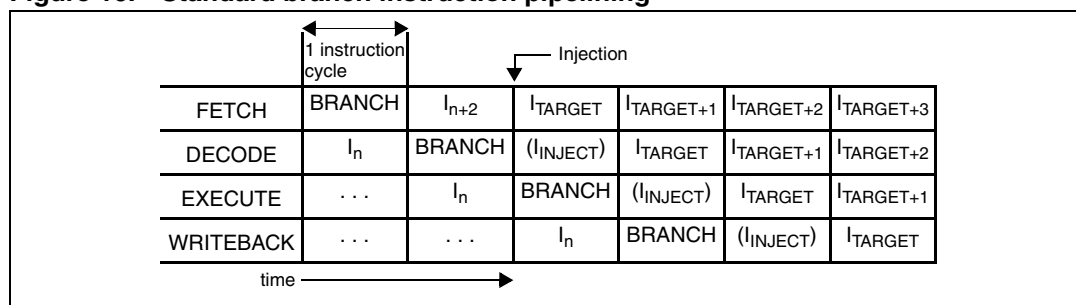 Figure Standard branch instruction pipelining
1 instruction
cycle
Injection
FETCH BRANCH In+2 ITARGET ITARGET+1 ITARGET+2 ITARGET+3
DECODE In BRANCH (IINJECT) ITARGET ITARGET+1 ITARGET+2
EXECUTE . . . In BRANCH (IINJECT) ITARGET ITARGET+1
WRITEBACK . . . . . . In BRANCH (IINJECT) ITARGET
time